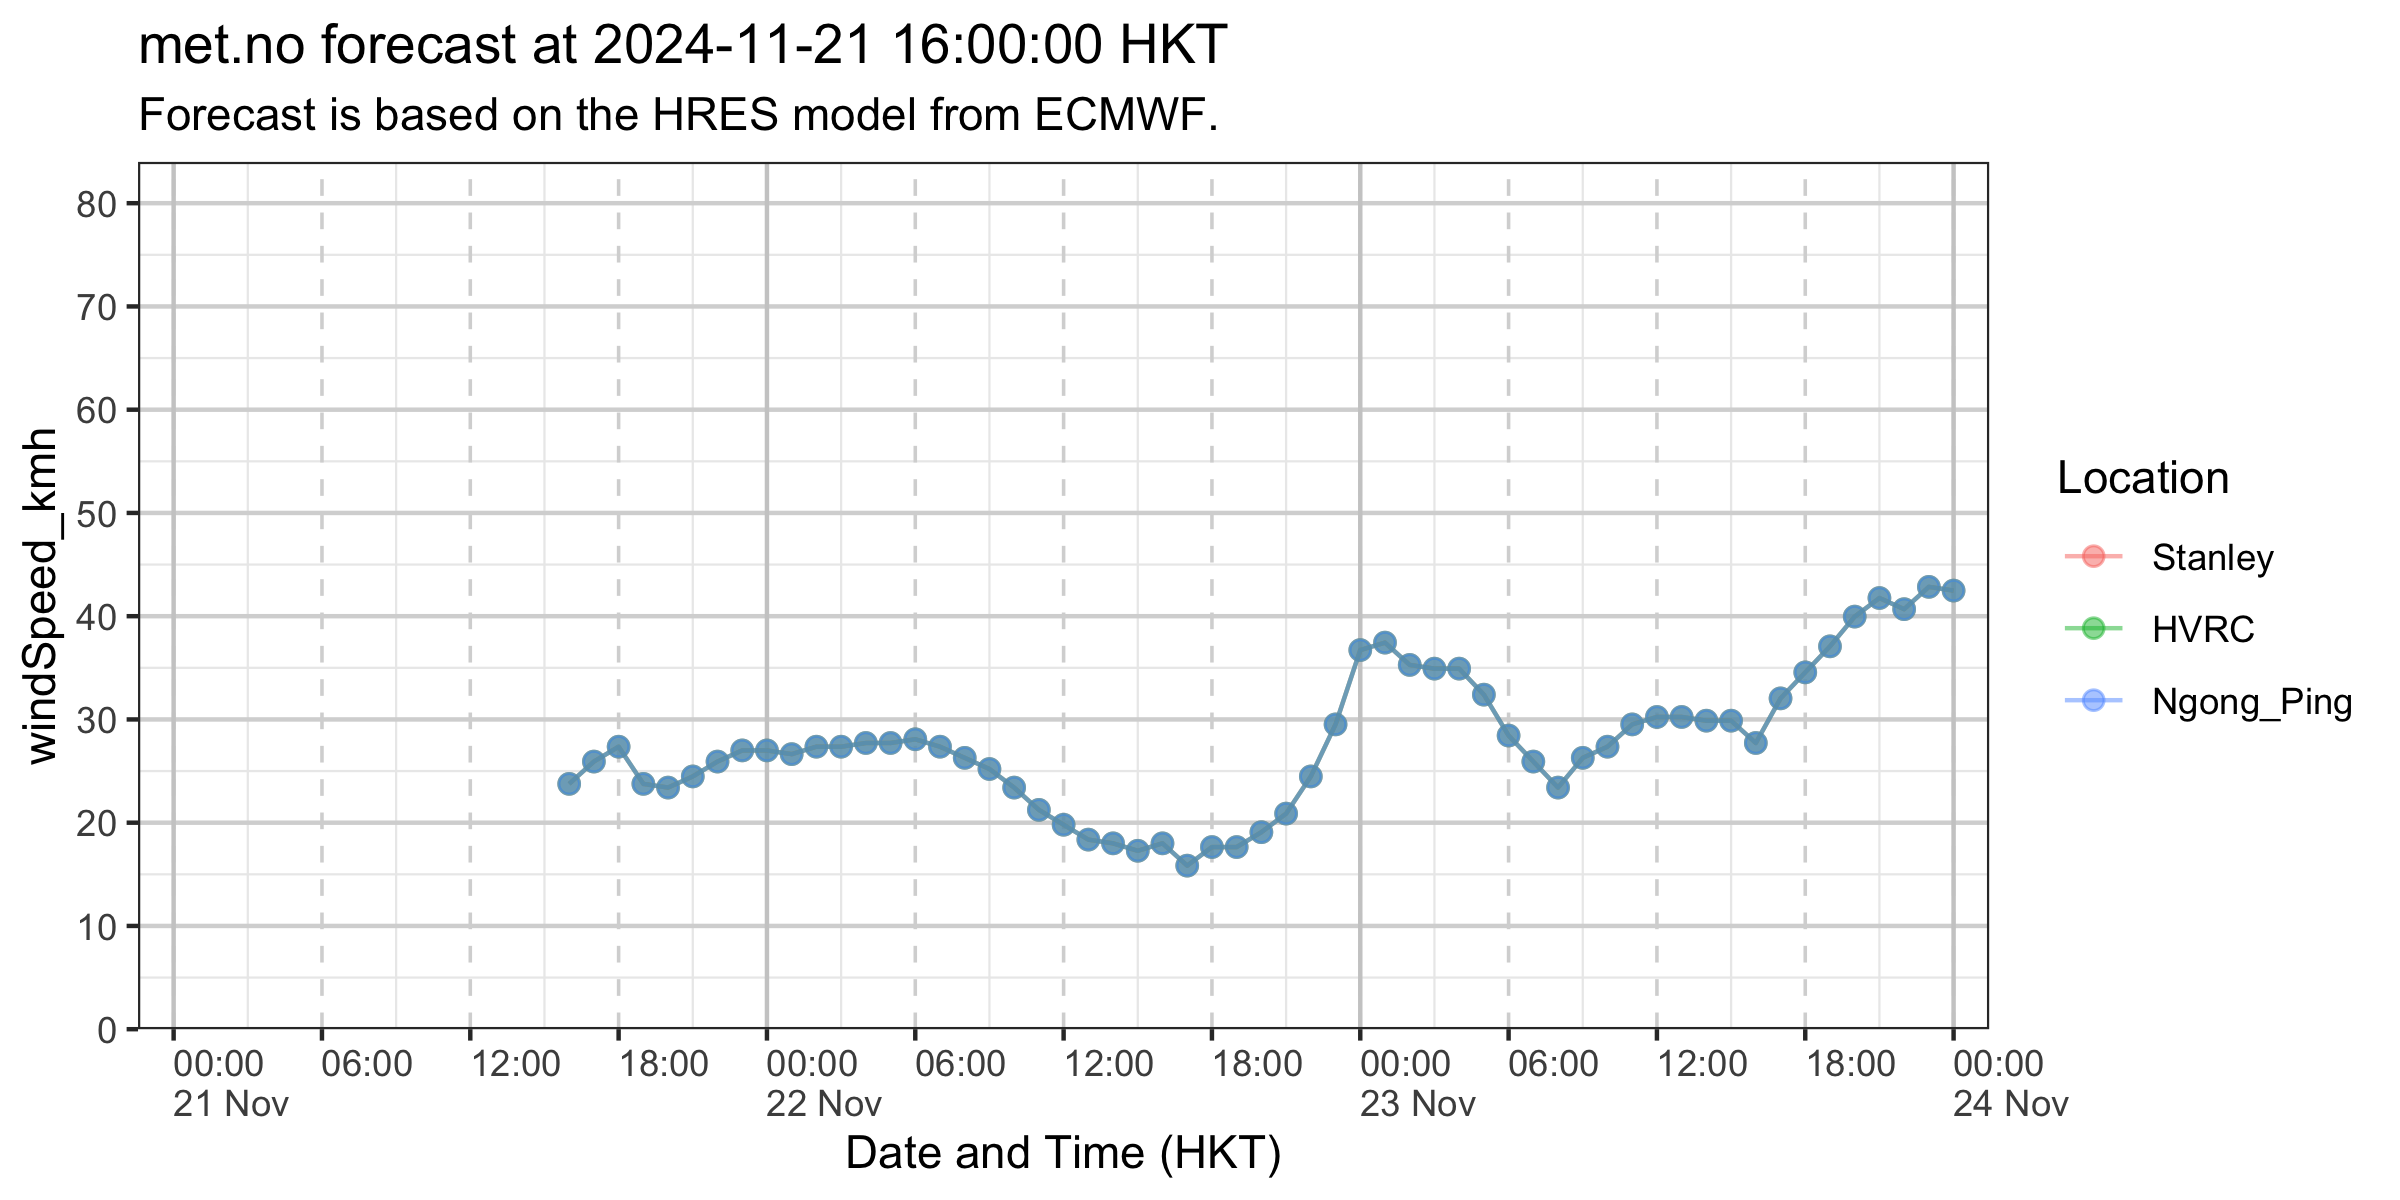 met.no forecast at 2024-11-21 16:00:00 HKT
Forecast is based on the HRES model from ECMWF.
windSpeed_kmh
80
70
60
50
40
30
20
10
0
00:00 06:00 12:00 18:00 00:00 06:00 12:00 18:00 00:00 06:00 12:00 18:00 00:00
21 Nov 22 Nov 23 Nov 24 Nov
Date and Time (HKT)
Location
Stanley
HVRC
Ngong_Ping